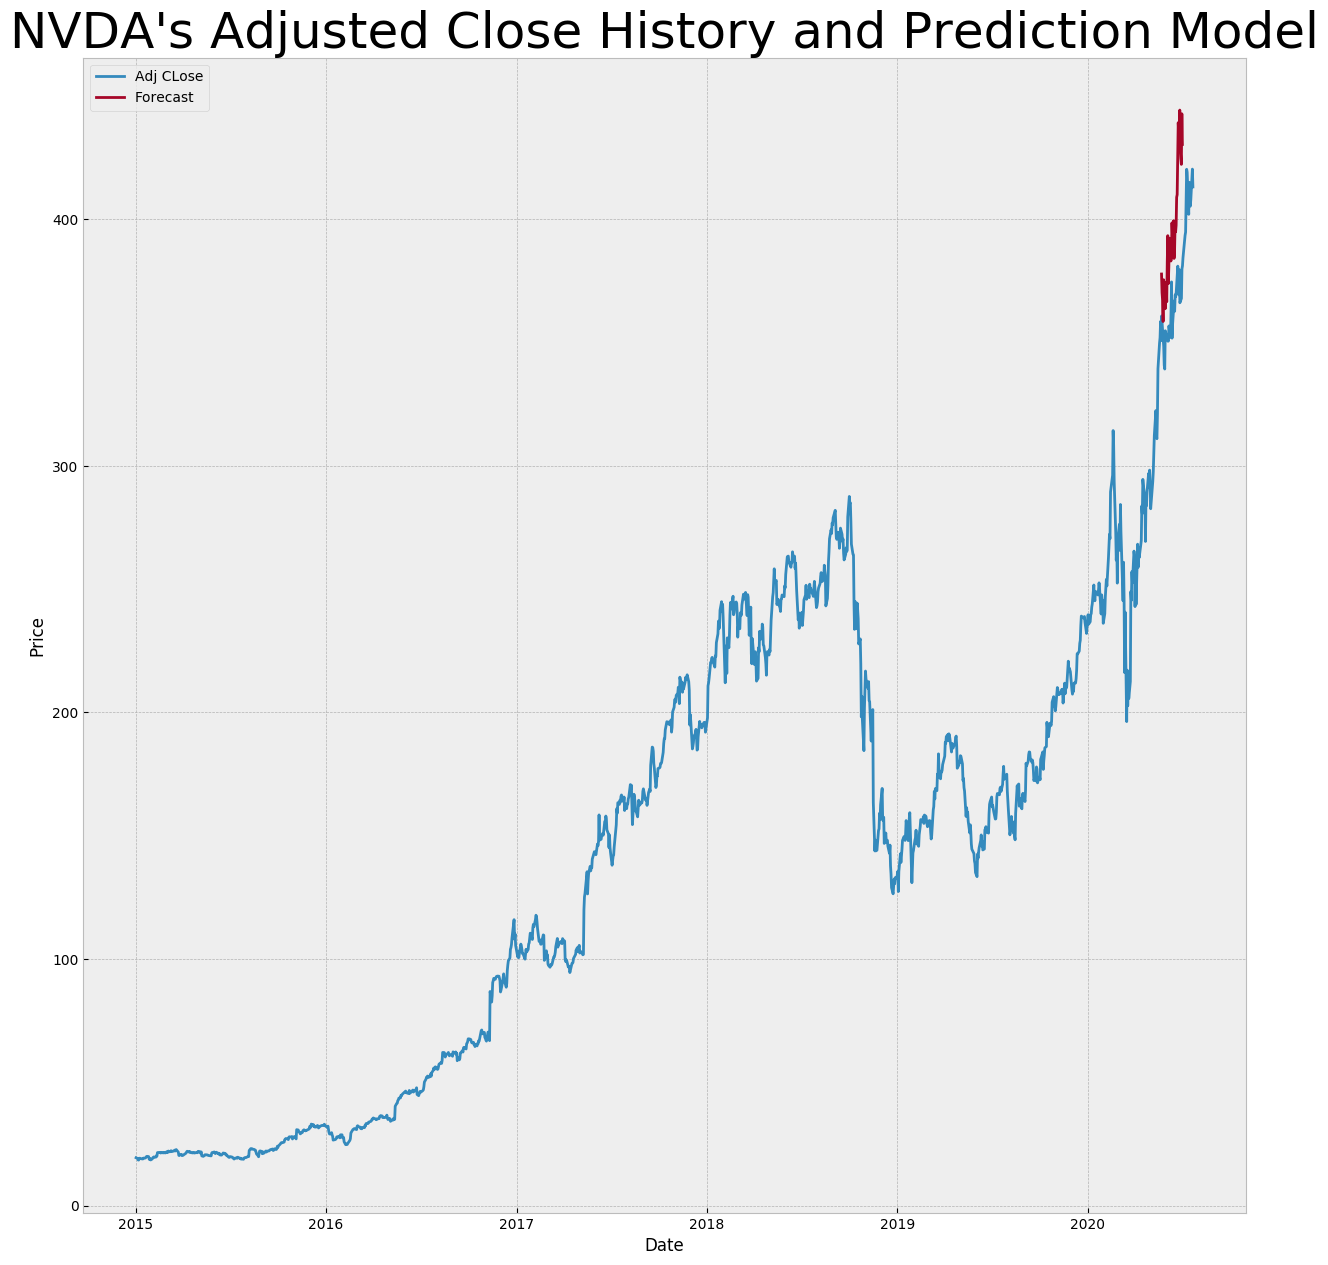 NVDA's Adjusted Close History and Prediction Model
Adj CLose
Forecast
400
300
200
100
0
Price
2015 2016 2017 2018 2019 2020
Date